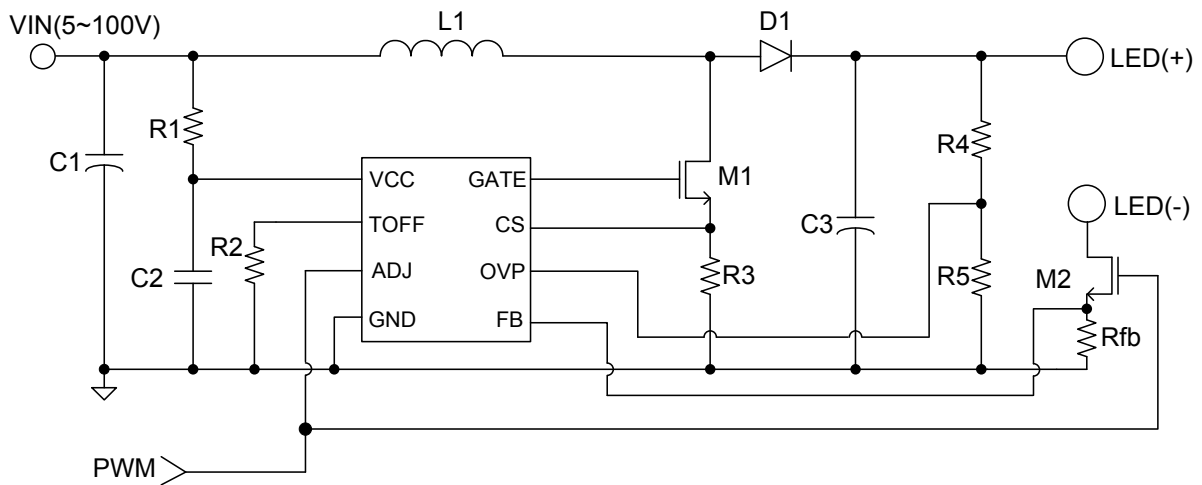 VIN(5~100V)
L1
D1
LED(+)
R1
R4
C1
VCC
GATE
M1
LED(-)
TOFF
CS
C3
R2
C2
ADJ
OVP
R3
R5
M2
GND
FB
Rfb
PWM